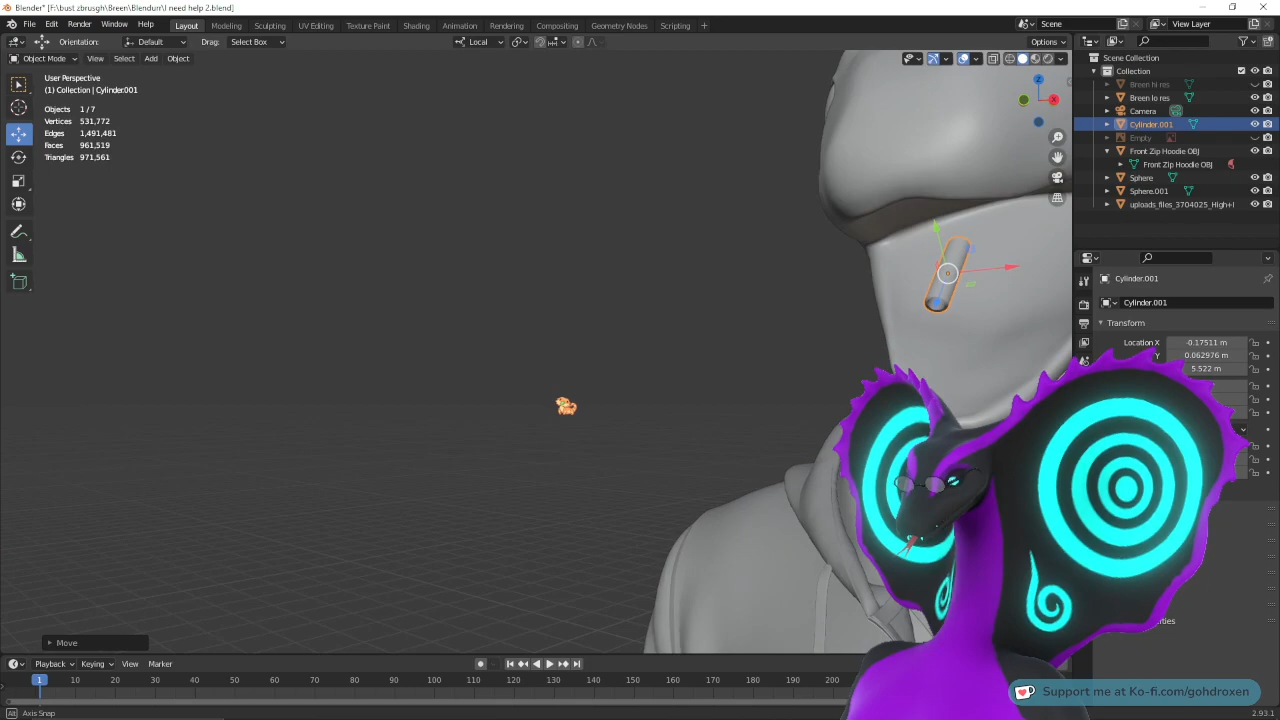 Blender* [F:\bust zbrusgh\Breen\Blendurr\I need help 2.blend]
File Edit Render Window Help Layout Modeling Sculpting UV Editing Texture Paint Shading Animation Rendering Compositing Geometry Nodes Scripting + Scene View Layer
Orientation: Default Drag: Select Box Local Options
Object Mode View Select Add Object
User Perspective
(1) Collection | Cylinder.001
Objects 1/7
Vertices 531,772
Edges 1,491,481
Faces 961,519
Triangles 971,561
Z
X
Scene Collection
Collection
Breen hi res
Breen lo res
Camera
Cylinder.001
Empty
Front Zip Hoodie OBJ
Front Zip Hoodie OBJ
Sphere
Sphere.001
uploads_files_3704025_High+I
Cylinder.001
Cylinder.001
Transform
Location X -0.17511 m
Y 0.062976 m
5.522 m
Move
Playback Keying View Marker 
1 10 20 30 40 50 60 70 80 90 100 110 120 130 140 150 160 170 180 190 200
Support me at Ko-fi.com/gohdroxen
Alt Axis Snap
2.93.1